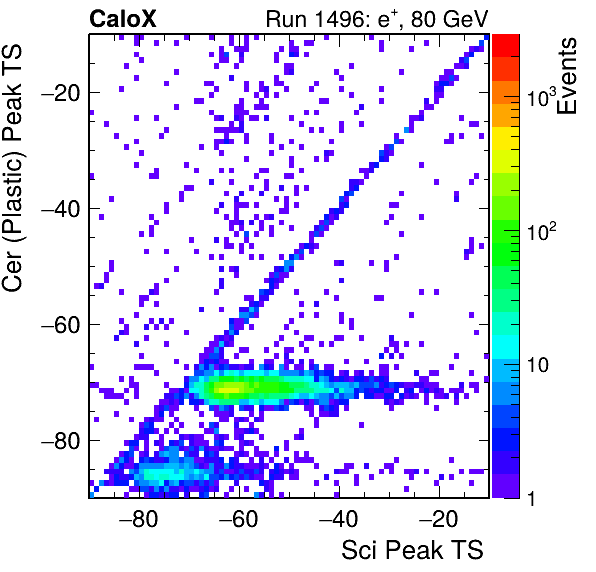 CaloX Run 1496: e⁺, 80 GeV
Cer (Plastic) Peak TS
−20
−40
−60
−80
−80 −60 −40 −20
Sci Peak TS
Events
10³
10²
10
1